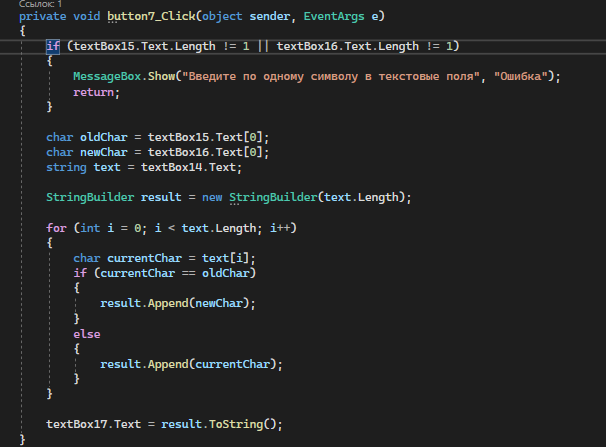 Ссылок: 1
private void button7_Click(object sender, EventArgs e)
{
if (textBox15.Text.Length != 1 || textBox16.Text.Length != 1)
{
MessageBox.Show("Введите по одному символу в текстовые поля", "Ошибка");
return;
}
char oldChar = textBox15.Text[0];
char newChar = textBox16.Text[0];
string text = textBox14.Text;
StringBuilder result = new StringBuilder(text.Length);
for (int i = 0; i < text.Length; i++)
{
char currentChar = text[i];
if (currentChar == oldChar)
{
result.Append(newChar);
}
else
{
result.Append(currentChar);
}
}
textBox17.Text = result.ToString();
}